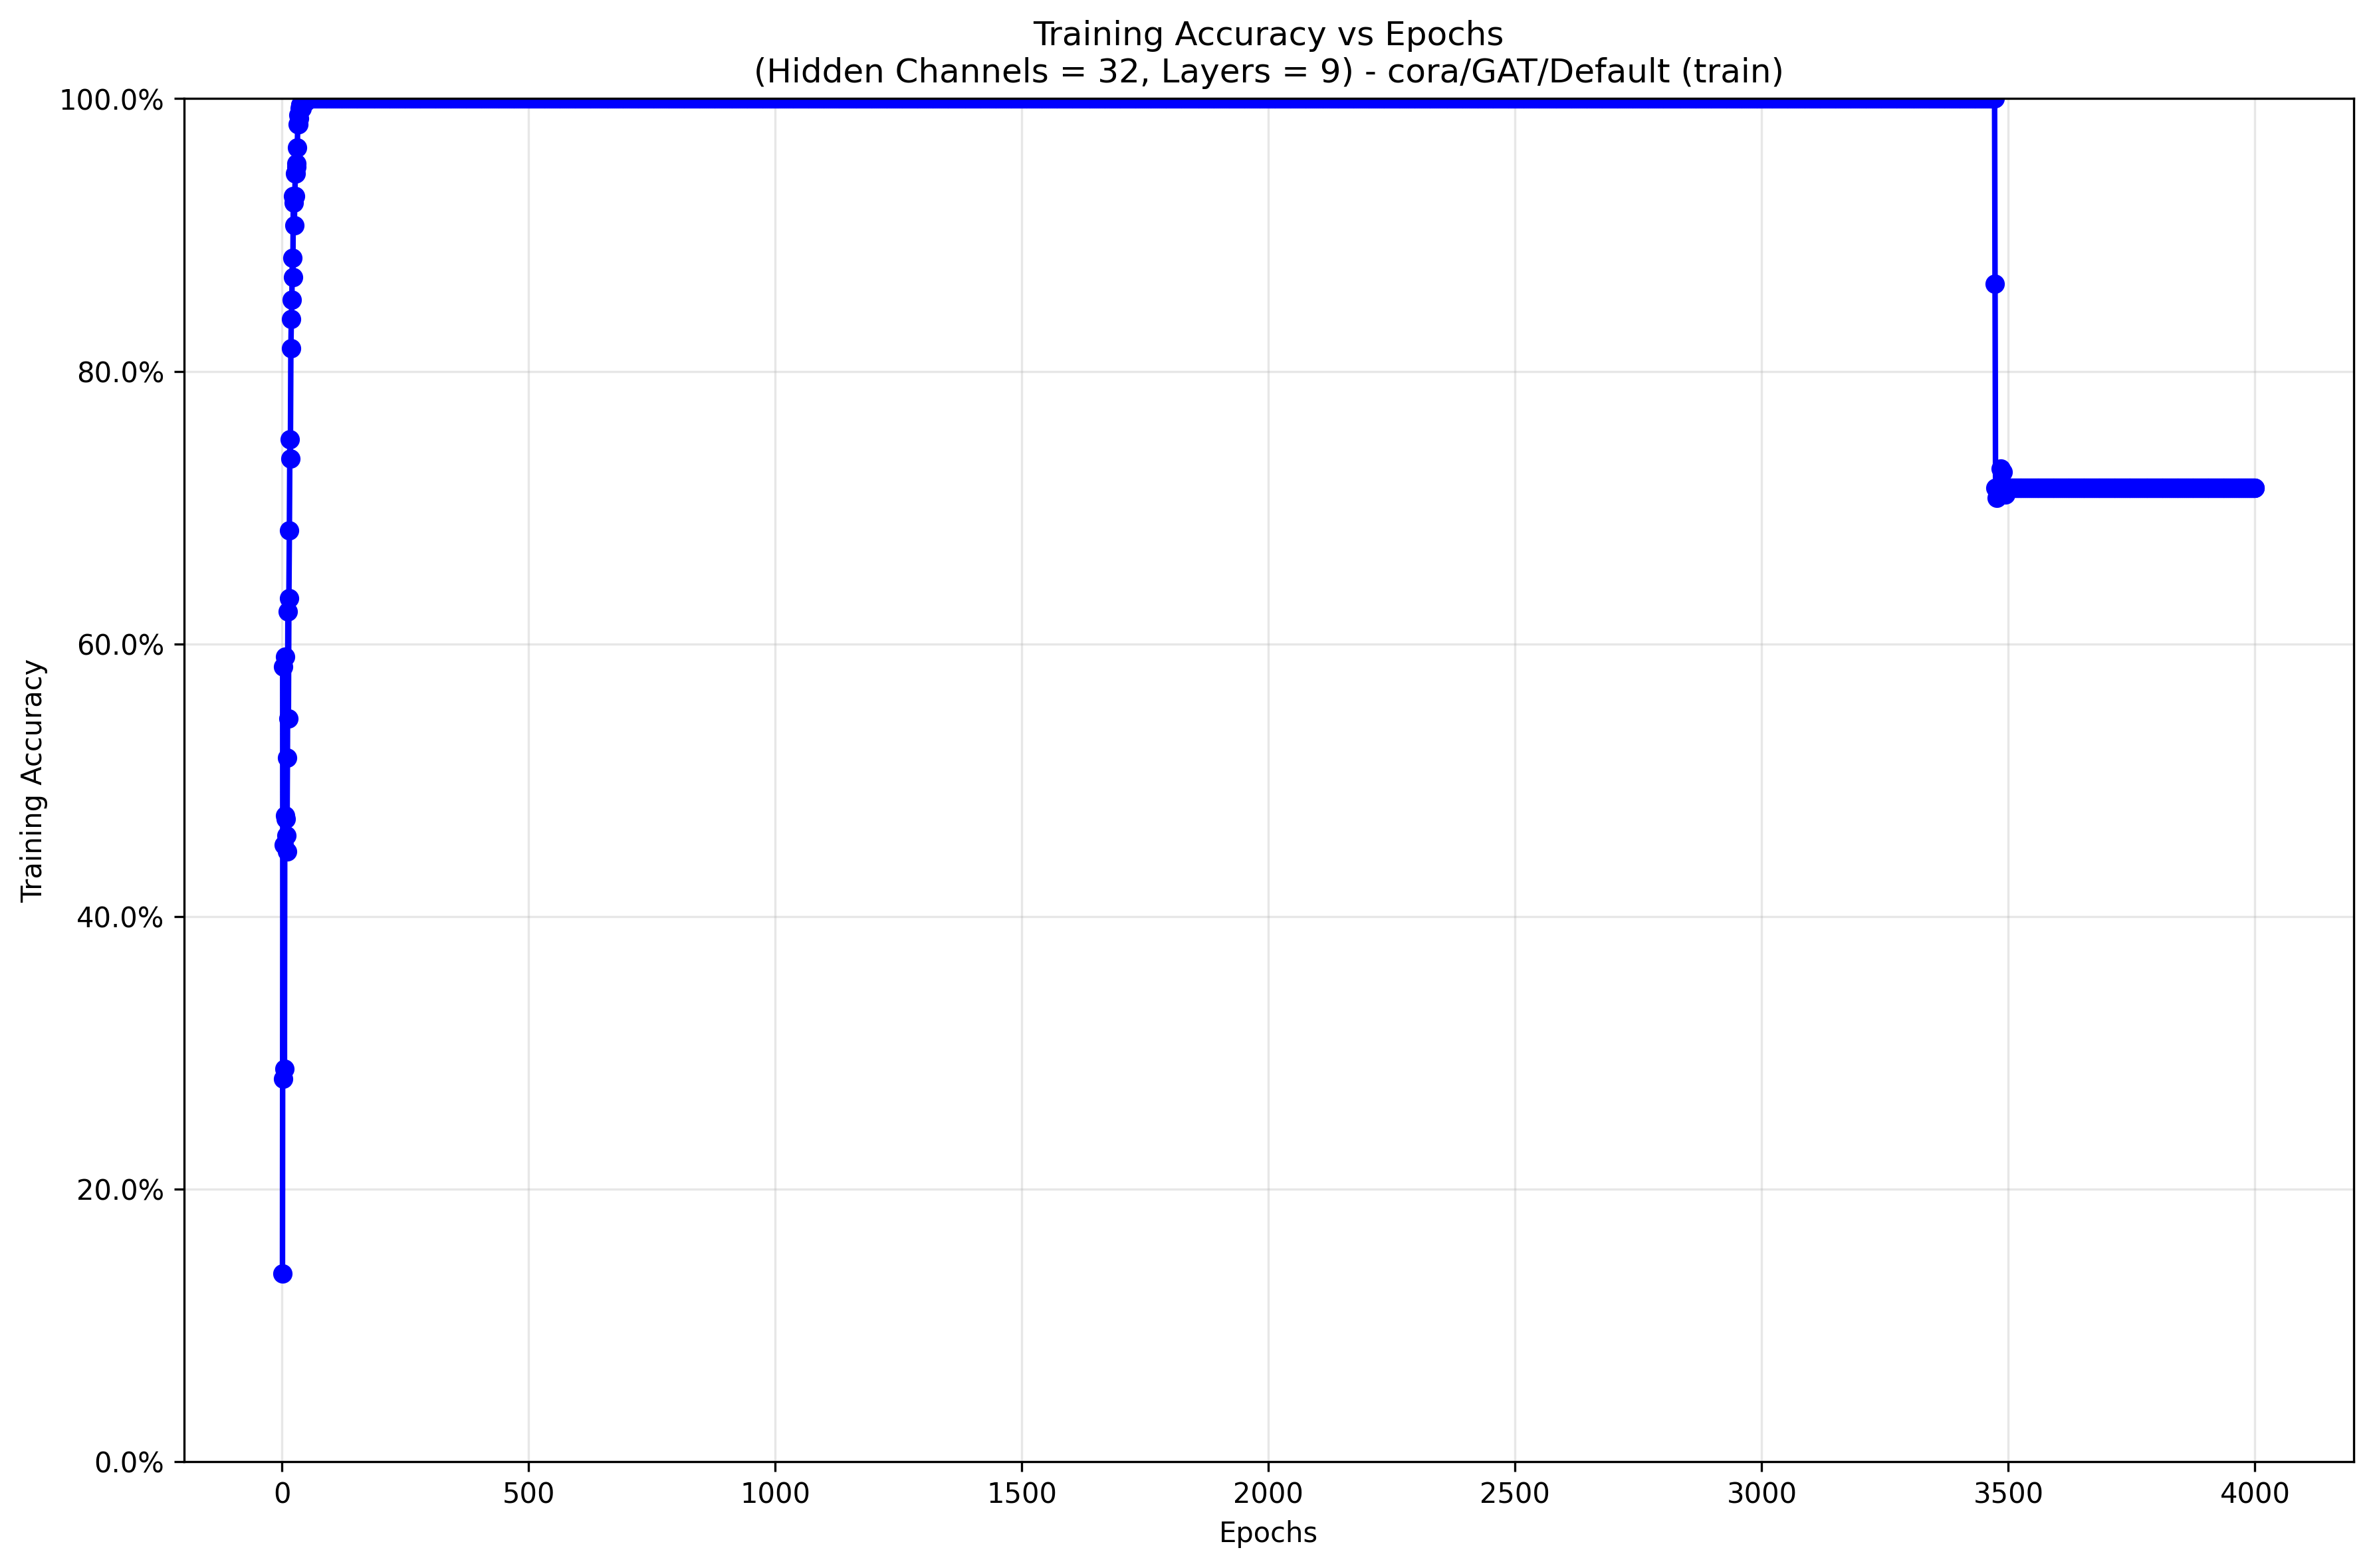 Training Accuracy vs Epochs
(Hidden Channels = 32, Layers = 9) - cora/GAT/Default (train)
100.0%
80.0%
60.0%
40.0%
20.0%
0.0%
Training Accuracy
0 500 1000 1500 2000 2500 3000 3500 4000
Epochs